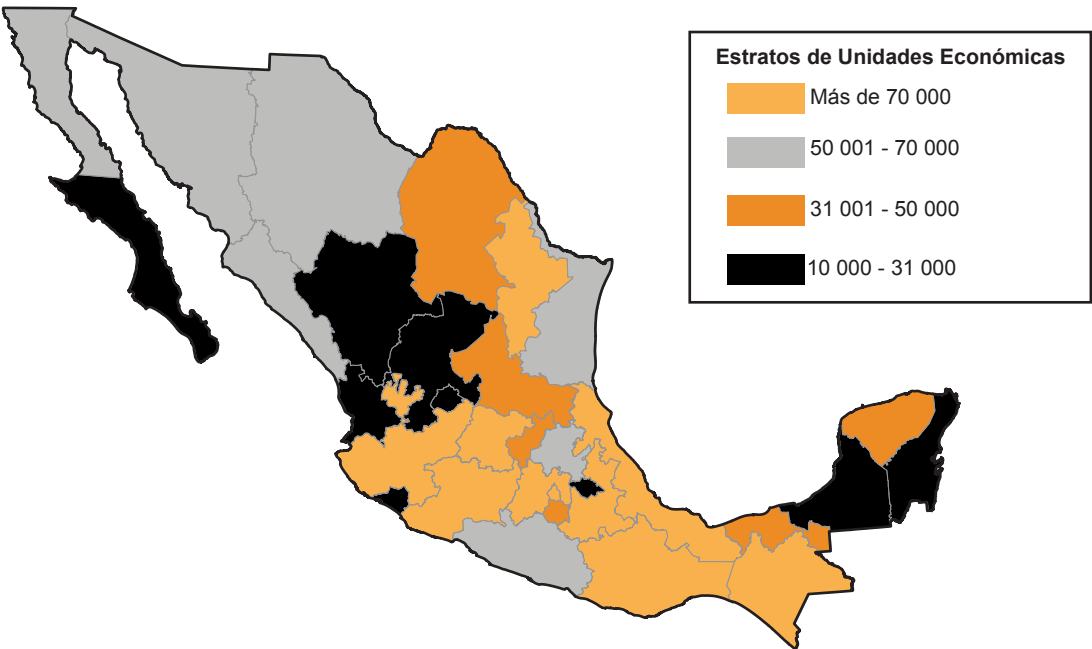 Estratos de Unidades Económicas
Más de 70 000
50 001 - 70 000
31 001 - 50 000
10 000 - 31 000